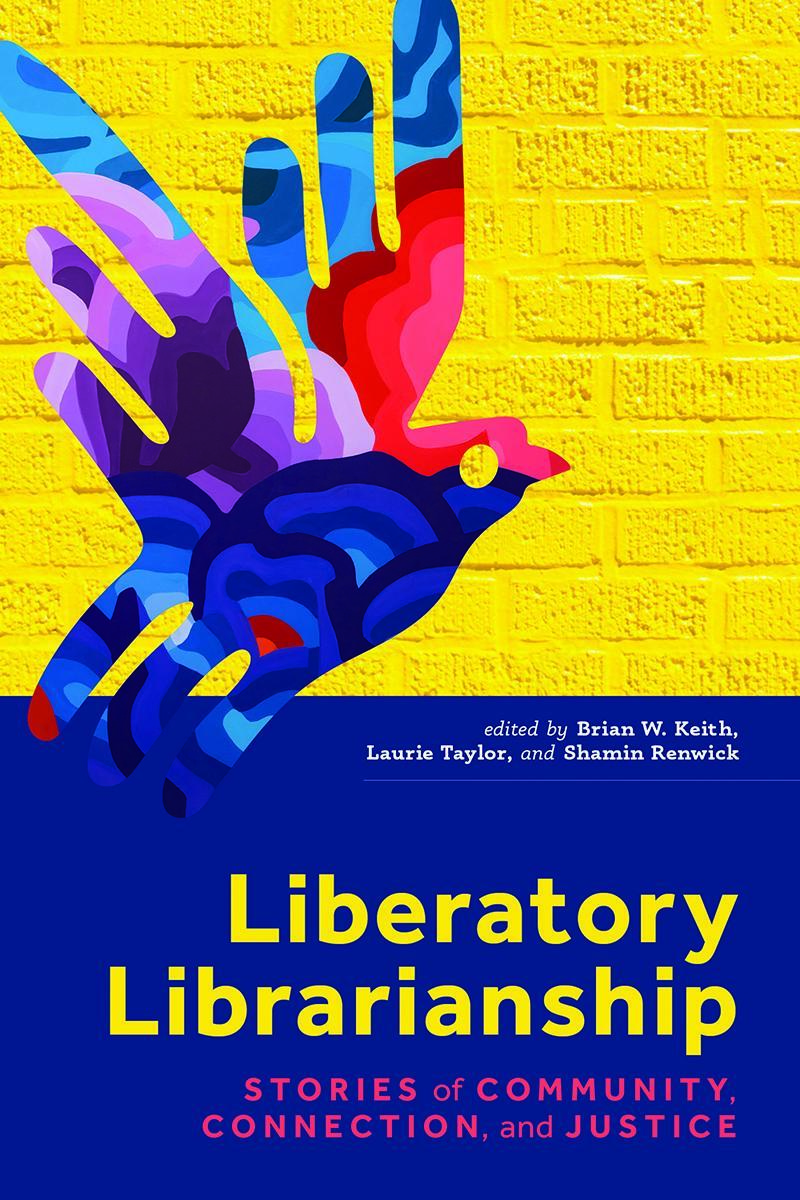 edited by Brian W. Keith,
Laurie Taylor, and Shamin Renwick
Liberatory
Librarianship
STORIES of COMMUNITY,
CONNECTION, and JUSTICE